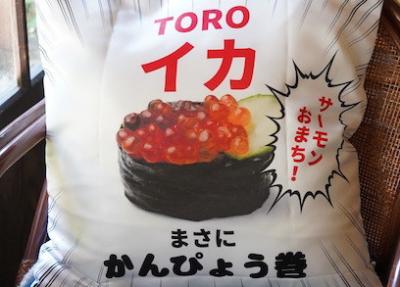 TORO
イカ
サーモン
おまち!
まさに
かんぴょう巻